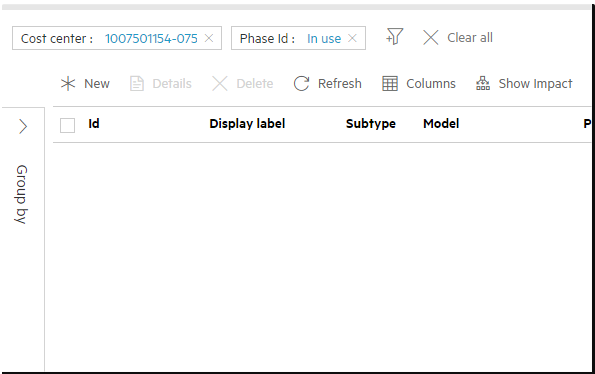 Cost center : 1007501154-075 Phase Id : In use Clear all
New Details Delete Refresh Columns Show Impact
Id Display label Subtype Model
Group by